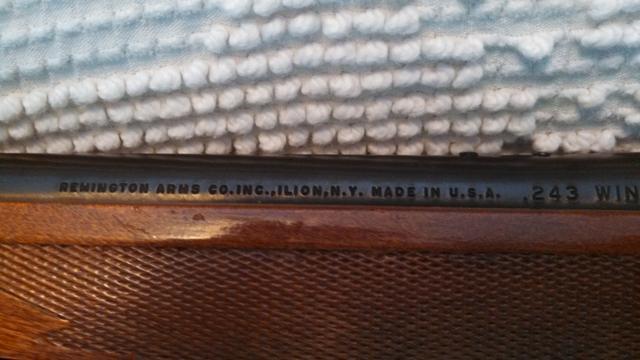 REMINGTON ARMS CO.INC.,ILION,N.Y. MADE IN U.S.A. .243 WIN